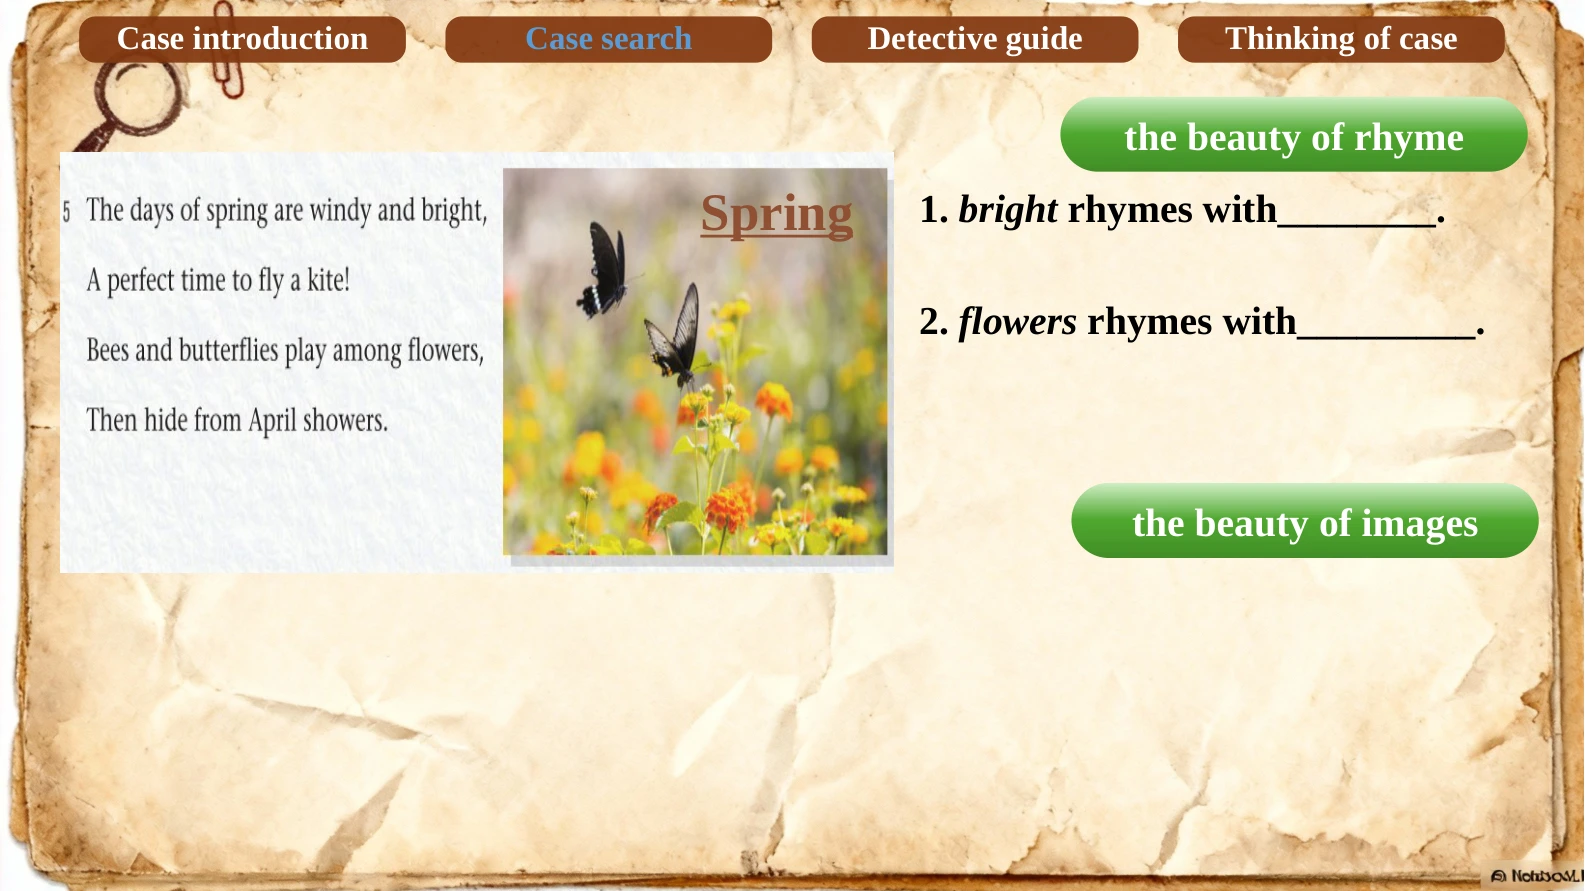 Case introduction
Case search
Detective guide
Thinking of case
the beauty of rhyme
5 The days of spring are windy and bright,
A perfect time to fly a kite!
Bees and butterflies play among flowers,
Then hide from April showers.
Spring
1. bright rhymes with________.
2. flowers rhymes with_________.
the beauty of images